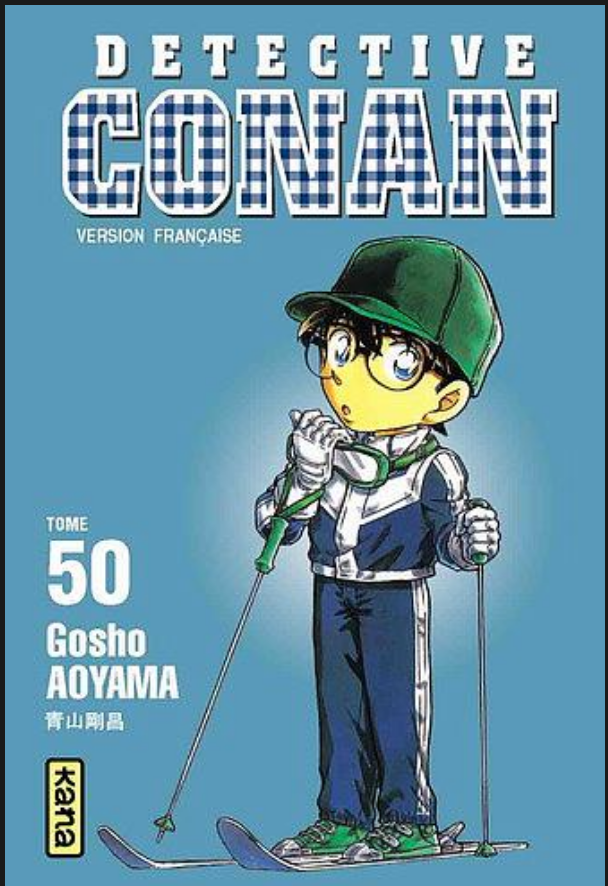 DETECTIVE
CONAN
VERSION FRANÇAISE
TOME
50
Gosho
AOYAMA
青山剛昌
kana